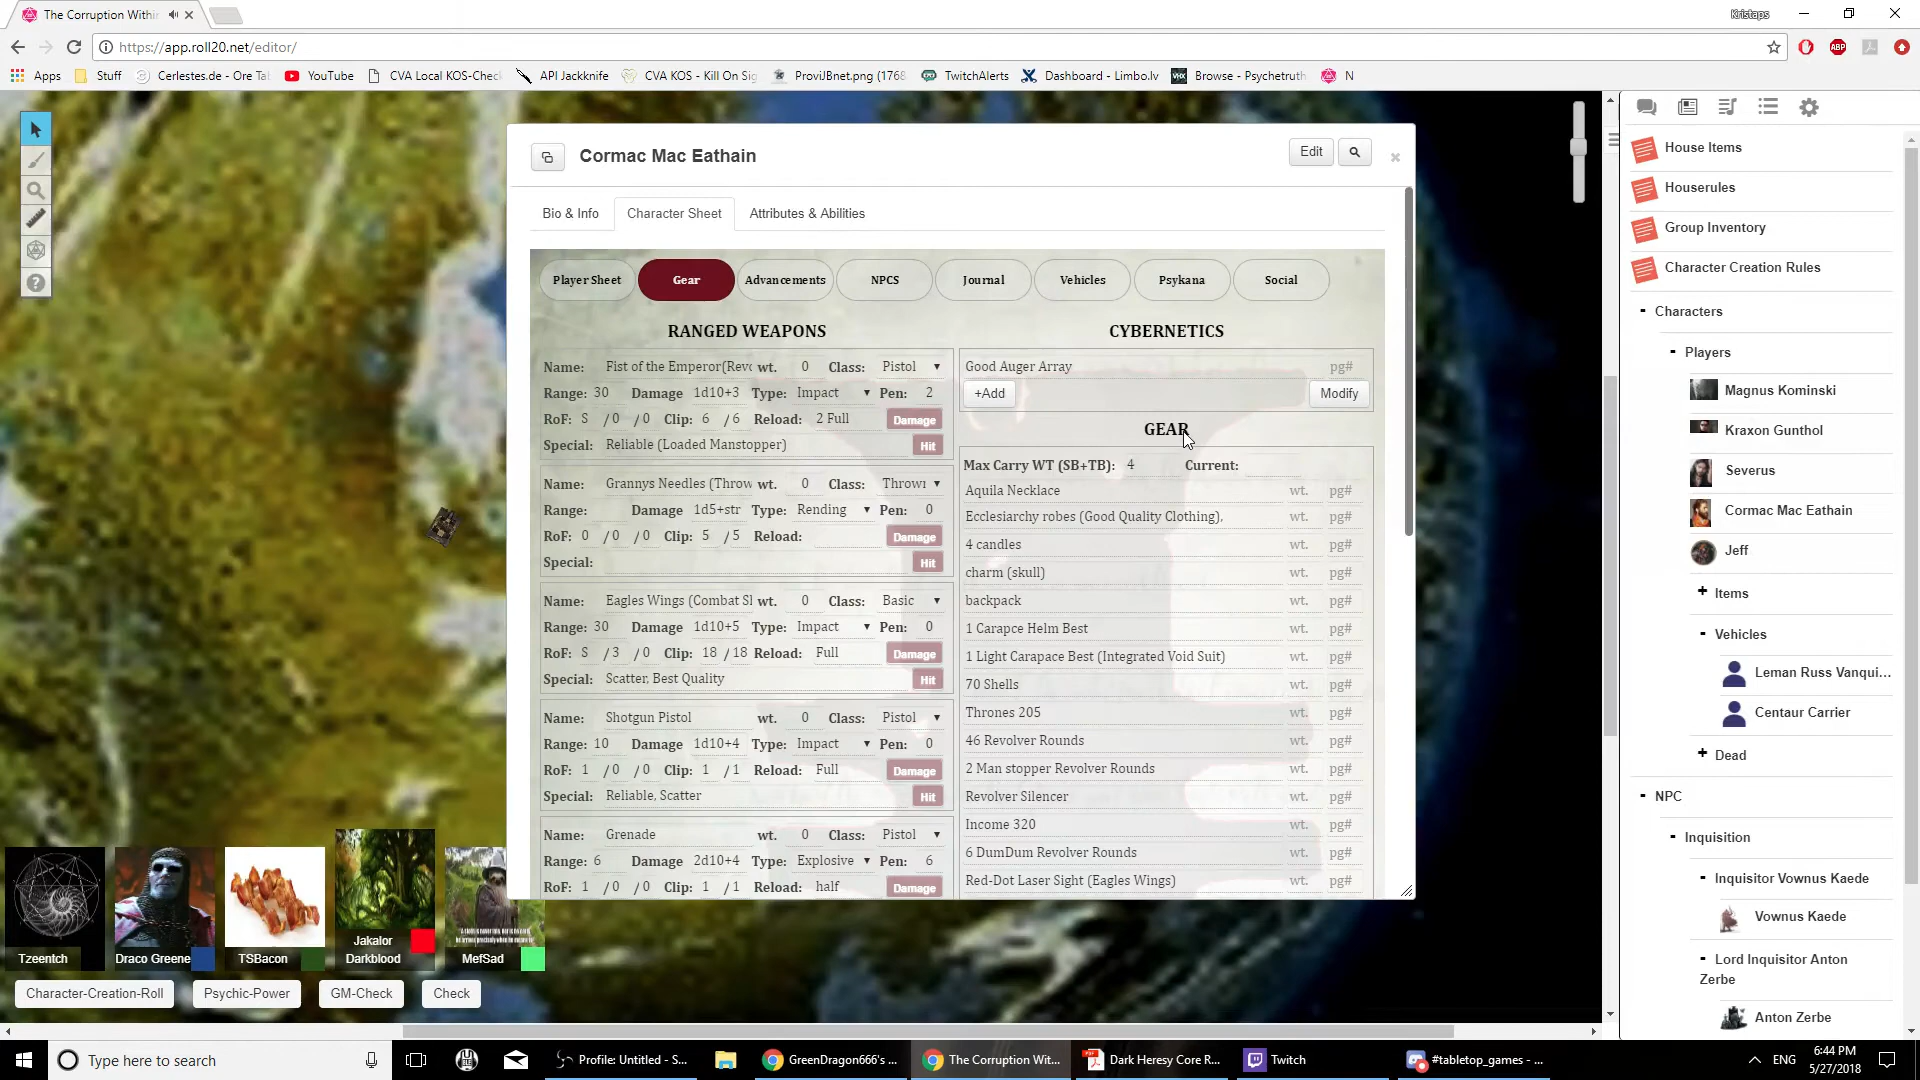 The Corruption Withi
Kristaps
https://app.roll20.net/editor/
ABP
Apps
Stuff
Cerlestes.de - Ore Tab
YouTube
CVA Local KOS-Check
API Jackknife
CVA KOS - Kill On Sig
ProviJBnet.png (1768
TwitchAlerts
Dashboard - Limbo.lv
Browse - Psychetruth
N
Cormac Mac Eathain
Edit
Bio & Info
Character Sheet
Attributes & Abilities
Player Sheet
Gear
Advancements
NPCS
Journal
Vehicles
Psykana
Social
RANGED WEAPONS
Name: Fist of the Emperor(Revo wt. 0 Class: Pistol
Range: 30 Damage 1d10+3 Type: Impact Pen: 2
RoF: S /0 /0 Clip: 6 /6 Reload: 2 Full Damage
Special: Reliable (Loaded Manstopper) Hit
Name: Grannys Needles (Throw wt. 0 Class: Thrown
Range: Damage 1d5+str Type: Rending Pen: 0
RoF: 0 /0 /0 Clip: 5 /5 Reload: Damage
Special: Hit
Name: Eagles Wings (Combat Sl wt. 0 Class: Basic
Range: 30 Damage 1d10+5 Type: Impact Pen: 0
RoF: S /3 /0 Clip: 18 /18 Reload: Full Damage
Special: Scatter, Best Quality Hit
Name: Shotgun Pistol wt. 0 Class: Pistol
Range: 10 Damage 1d10+4 Type: Impact Pen: 0
RoF: 1 /0 /0 Clip: 1 /1 Reload: Full Damage
Special: Reliable, Scatter Hit
Name: Grenade wt. 0 Class: Pistol
Range: 6 Damage 2d10+4 Type: Explosive Pen: 6
RoF: 1 /0 /0 Clip: 1 /1 Reload: half Damage
CYBERNETICS
Good Auger Array pg#
+Add Modify
GEAR
Max Carry WT (SB+TB): 4 Current:
Aquila Necklace wt. pg#
Ecclesiarchy robes (Good Quality Clothing), wt. pg#
4 candles wt. pg#
charm (skull) wt. pg#
backpack wt. pg#
1 Carapce Helm Best wt. pg#
1 Light Carapace Best (Integrated Void Suit) wt. pg#
70 Shells wt. pg#
Thrones 205 wt. pg#
46 Revolver Rounds wt. pg#
2 Man stopper Revolver Rounds wt. pg#
Revolver Silencer wt. pg#
Income 320 wt. pg#
6 DumDum Revolver Rounds wt. pg#
Red-Dot Laser Sight (Eagles Wings) wt. pg#
House Items
Houserules
Group Inventory
Character Creation Rules
Characters
Players
Magnus Kominski
Kraxon Gunthol
Severus
Cormac Mac Eathain
Jeff
Items
Vehicles
Leman Russ Vanqui...
Centaur Carrier
Dead
NPC
Inquisition
Inquisitor Vownus Kaede
Vownus Kaede
Lord Inquisitor Anton
Zerbe
Anton Zerbe
Tzeentch
Draco Greene
TSBacon
Jakalor
Darkblood
MefSad
Character-Creation-Roll
Psychic-Power
GM-Check
Check
Type here to search
Profile: Untitled - S...
GreenDragon666's ...
The Corruption Wit...
Dark Heresy Core R...
Twitch
#tabletop_games - ...
ENG
6:44 PM
5/27/2018